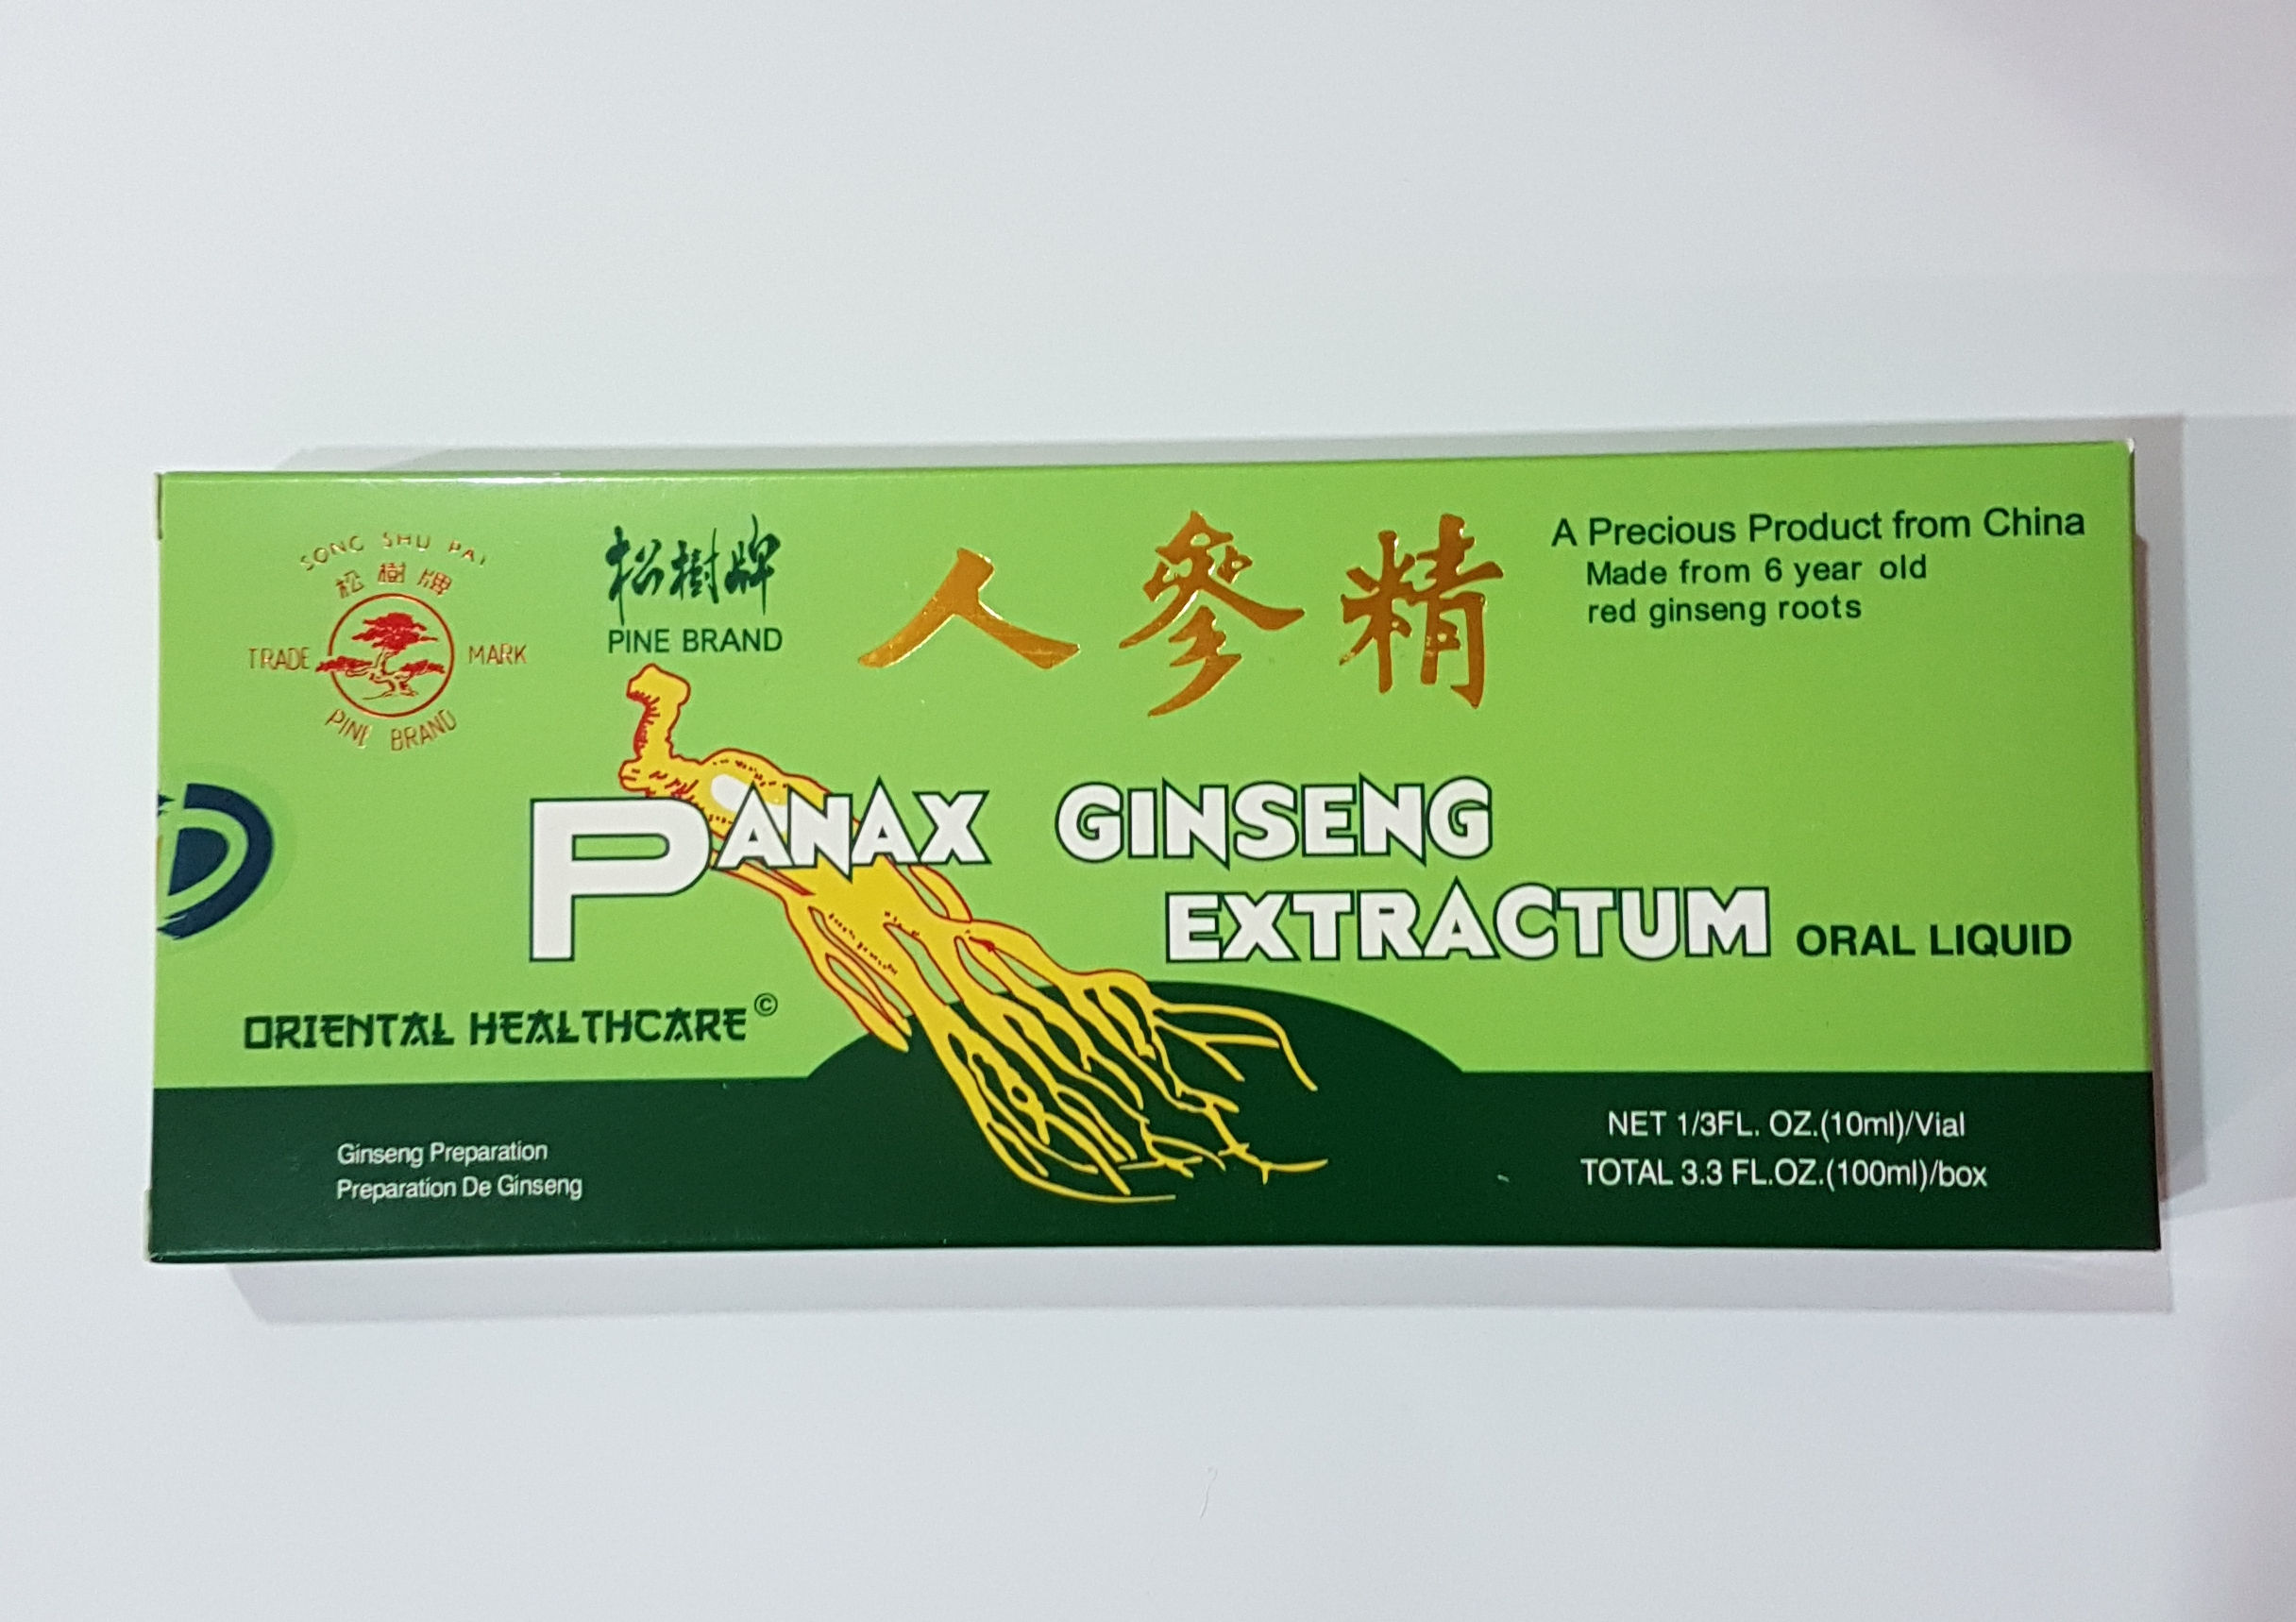 SONG SHU PAI
松樹牌
TRADE MARK
PINE BRAND
松樹牌
PINE BRAND
人參精
A Precious Product from China
Made from 6 year old
red ginseng roots
PANAX GINSENG
EXTRACTUM ORAL LIQUID
ORIENTAL HEALTHCARE©
Ginseng Preparation
Preparation De Ginseng
NET 1/3FL. OZ.(10ml)/Vial
TOTAL 3.3 FL.OZ.(100ml)/box